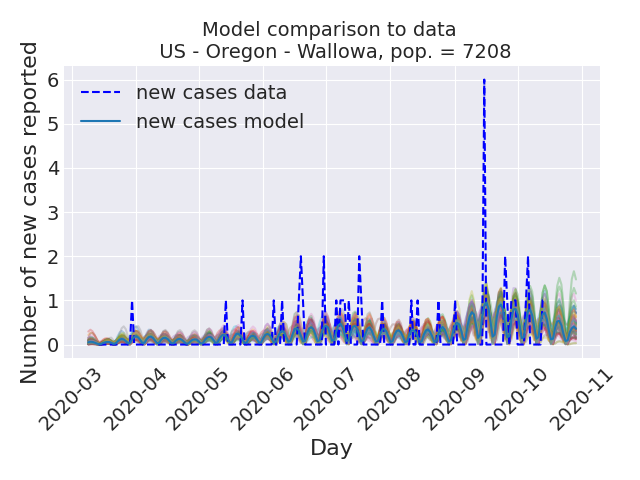 Model comparison to data
US - Oregon - Wallowa, pop. = 7208
Number of new cases reported
6
5
4
3
2
1
0
new cases data
new cases model
2020-03
2020-04
2020-05
2020-06
2020-07
2020-08
2020-09
2020-10
2020-11
Day